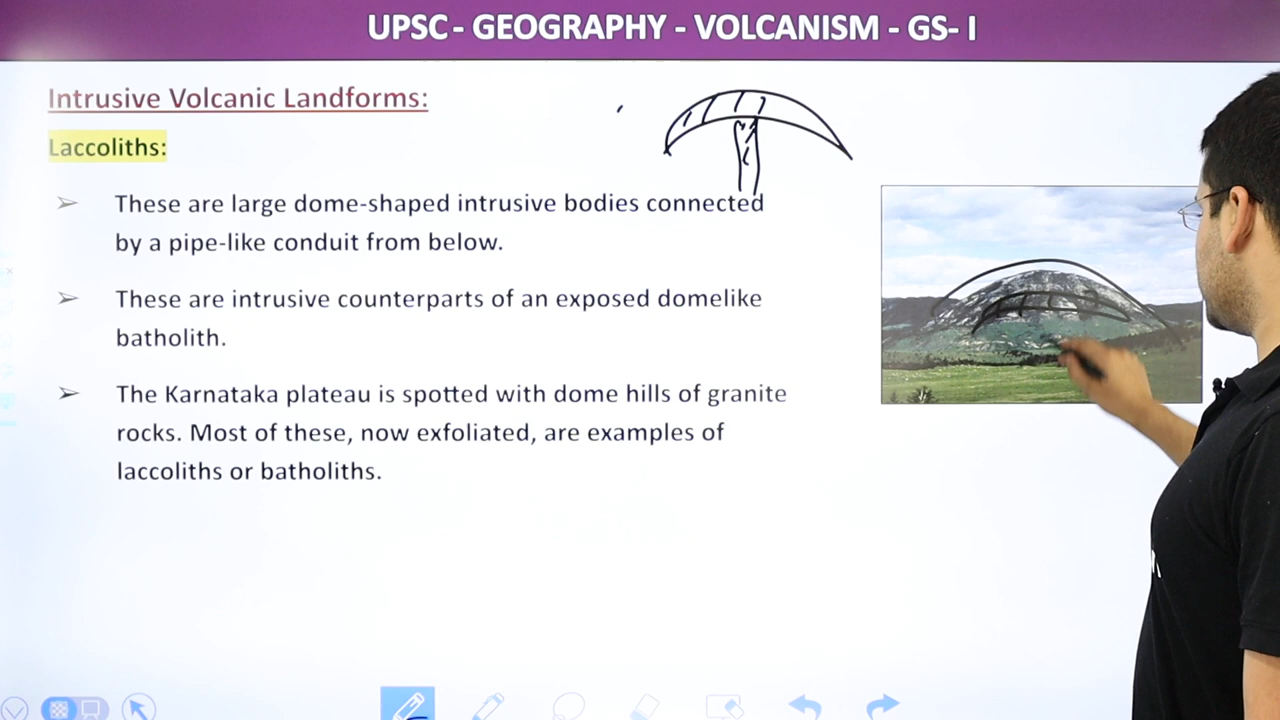 UPSC - GEOGRAPHY - VOLCANISM - GS- I
Intrusive Volcanic Landforms:
Laccoliths:
➢ These are large dome-shaped intrusive bodies connected
by a pipe-like conduit from below.
➢ These are intrusive counterparts of an exposed domelike
batholith.
➢ The Karnataka plateau is spotted with dome hills of granite
rocks. Most of these, now exfoliated, are examples of
laccoliths or batholiths.